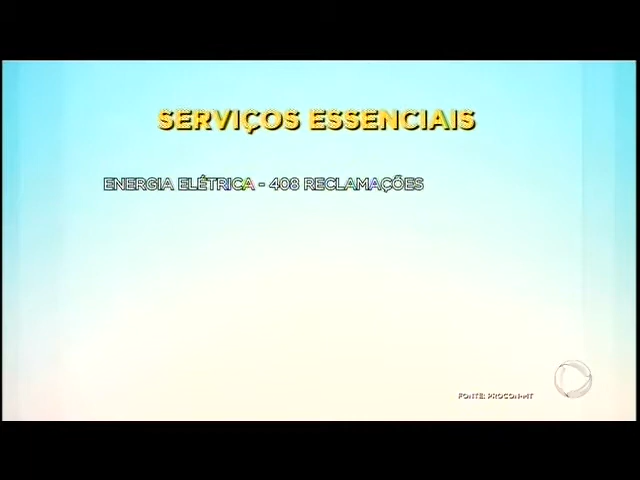 SERVIÇOS ESSENCIAIS
ENERGIA ELÉTRICA - 408 RECLAMAÇÕES
FONTE: PROCON-MT